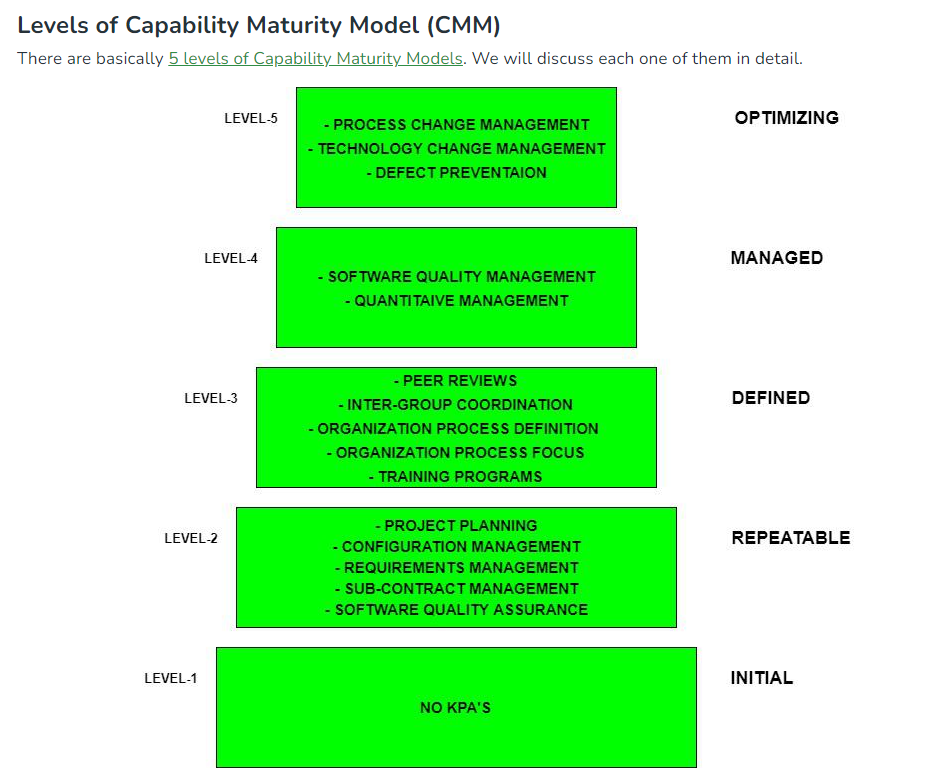 Levels of Capability Maturity Model (CMM)
There are basically 5 levels of Capability Maturity Models. We will discuss each one of them in detail.
LEVEL-5
- PROCESS CHANGE MANAGEMENT
- TECHNOLOGY CHANGE MANAGEMENT
- DEFECT PREVENTAION
OPTIMIZING
LEVEL-4
- SOFTWARE QUALITY MANAGEMENT
- QUANTITAIVE MANAGEMENT
MANAGED
LEVEL-3
- PEER REVIEWS
- INTER-GROUP COORDINATION
- ORGANIZATION PROCESS DEFINITION
- ORGANIZATION PROCESS FOCUS
- TRAINING PROGRAMS
DEFINED
LEVEL-2
- PROJECT PLANNING
- CONFIGURATION MANAGEMENT
- REQUIREMENTS MANAGEMENT
- SUB-CONTRACT MANAGEMENT
- SOFTWARE QUALITY ASSURANCE
REPEATABLE
LEVEL-1
NO KPA'S
INITIAL